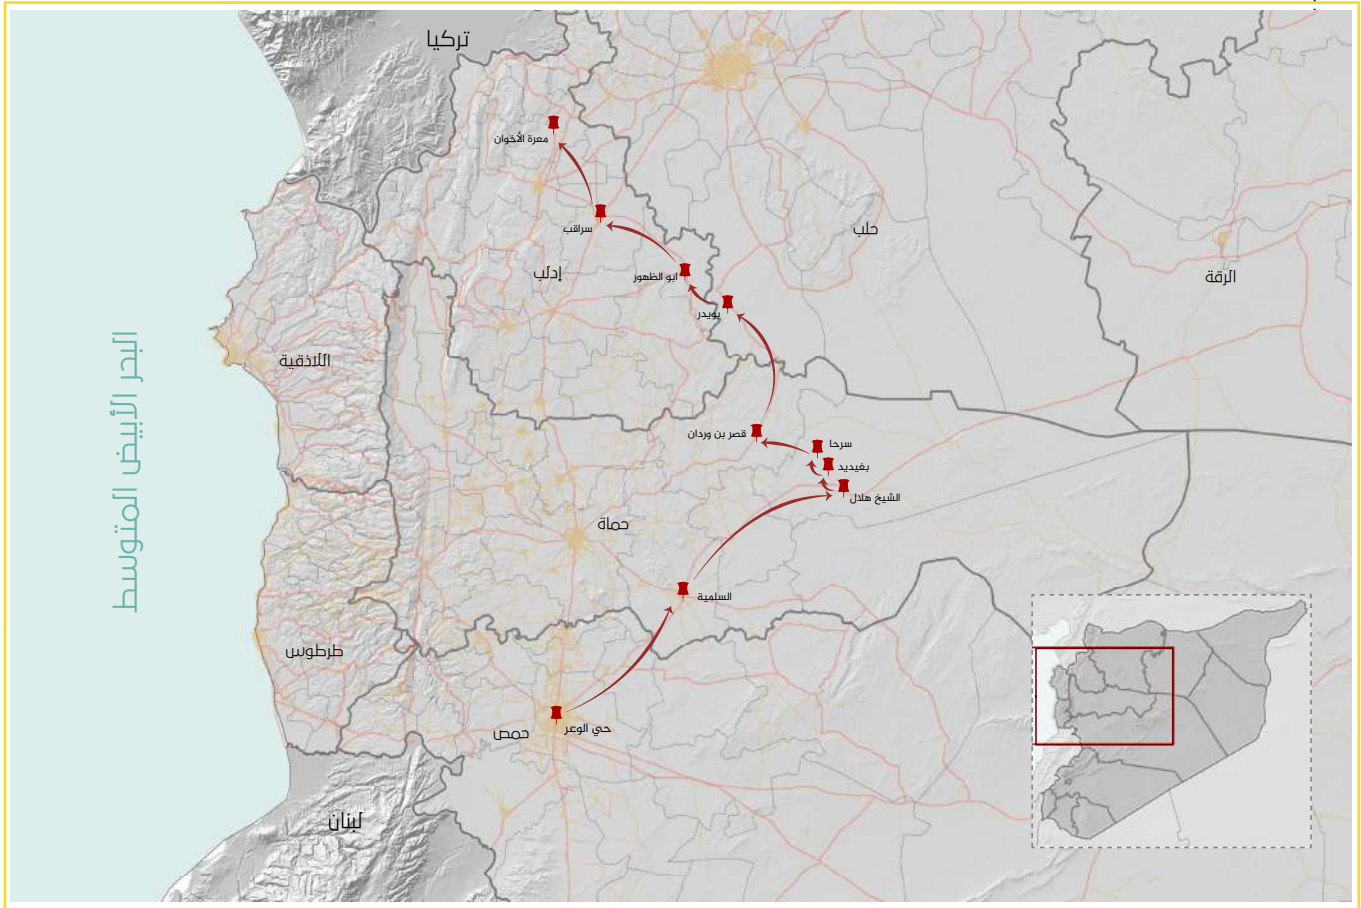 تركيا
معرة الأخوان
سراقب
حلب
إدلب
ابو الظهور
الرقة
بويدر
البحر الأبيض المتوسط
اللاذقية
قصر بن وردان
سرحا
بغيديد
الشيخ هلال
حماة
السلمية
طرطوس
حي الوعر
حمص
لبنان